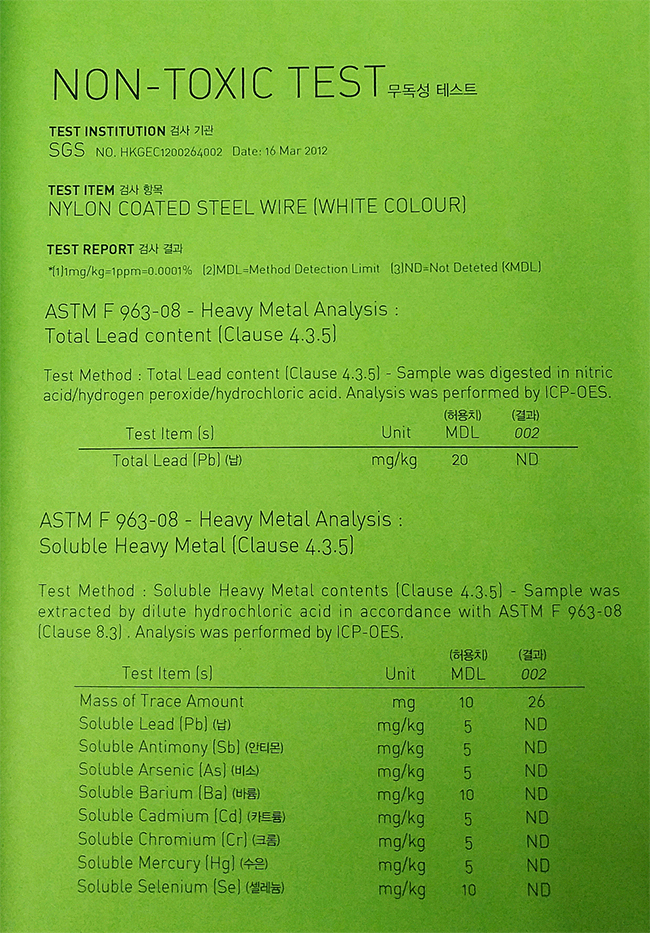 NON-TOXIC TEST 무독성 테스트
TEST INSTITUTION 검사 기관
SGS NO. HKGEC1200264002 Date: 16 Mar 2012
TEST ITEM 검사 항목
NYLON COATED STEEL WIRE (WHITE COLOUR)
TEST REPORT 검사 결과
*(1)1mg/kg=1ppm=0.0001% (2)MDL=Method Detection Limit (3)ND=Not Deteted (<MDL)
ASTM F 963-08 - Heavy Metal Analysis :
Total Lead content (Clause 4.3.5)
Test Method : Total Lead content (Clause 4.3.5) - Sample was digested in nitric
acid/hydrogen peroxide/hydrochloric acid. Analysis was performed by ICP-OES.
(허용치) (결과)
Test Item (s) Unit MDL 002
Total Lead (Pb) (납) mg/kg 20 ND
ASTM F 963-08 - Heavy Metal Analysis :
Soluble Heavy Metal (Clause 4.3.5)
Test Method : Soluble Heavy Metal contents (Clause 4.3.5) - Sample was
extracted by dilute hydrochloric acid in accordance with ASTM F 963-08
(Clause 8.3) . Analysis was performed by ICP-OES.
(허용치) (결과)
Test Item (s) Unit MDL 002
Mass of Trace Amount mg 10 26
Soluble Lead (Pb) (납) mg/kg 5 ND
Soluble Antimony (Sb) (안티몬) mg/kg 5 ND
Soluble Arsenic (As) (비소) mg/kg 5 ND
Soluble Barium (Ba) (바륨) mg/kg 10 ND
Soluble Cadmium (Cd) (카트륨) mg/kg 5 ND
Soluble Chromium (Cr) (크롬) mg/kg 5 ND
Soluble Mercury (Hg) (수은) mg/kg 5 ND
Soluble Selenium (Se) (셀레늄) mg/kg 10 ND